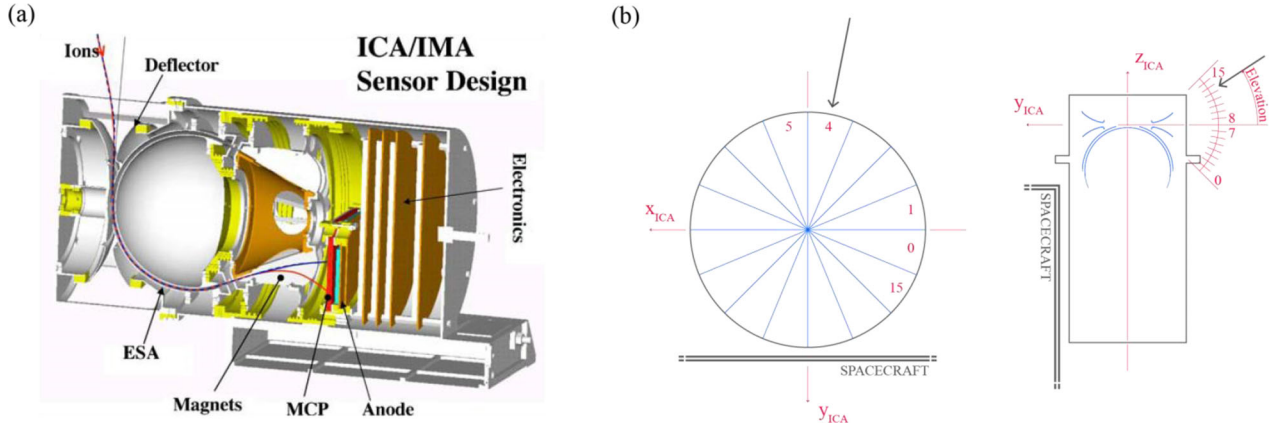 (a)
Ions
Deflector
ICA/IMA
Sensor Design
Electronics
ESA
Magnets
MCP
Anode
(b)
5
4
1
0
15
x ICA
SPACECRAFT
y ICA
z ICA
15
Elevation
y ICA
8
7
0
SPACECRAFT